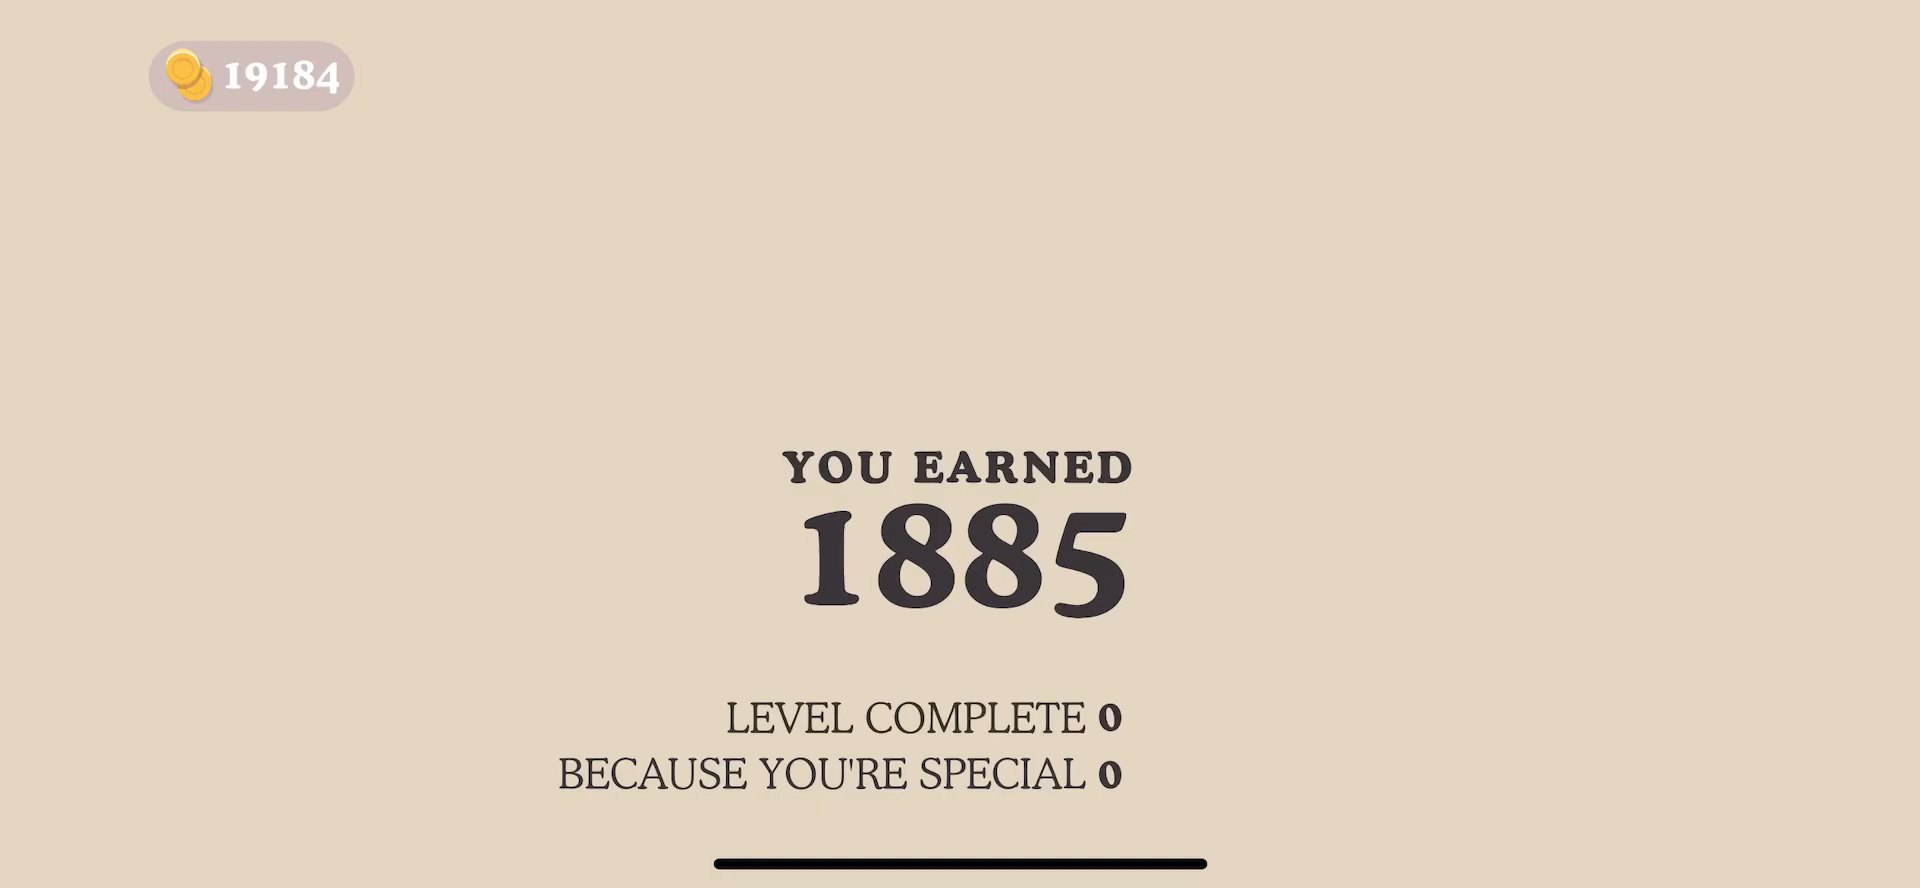 19184
YOU EARNED
1885
LEVEL COMPLETE 0
BECAUSE YOU'RE SPECIAL 0